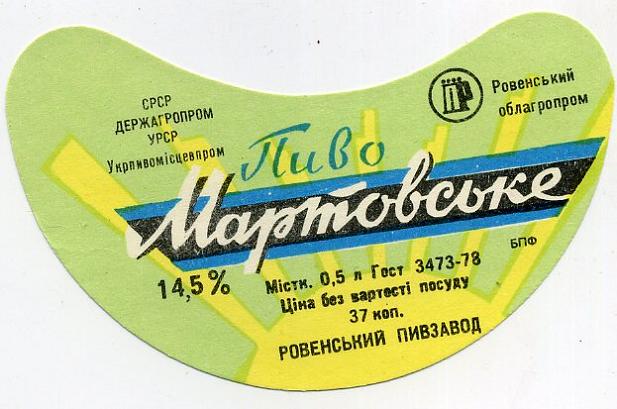 СРСР
ДЕРЖАГРОПРОМ
УРСР
Укрпивомісцевпром
Ровенський
облагропром
Пиво
Мартовське
БПФ
14,5%
Містк. 0,5 л Гост 3473-78
Ціна без вартості посуду
37 коп.
РОВЕНСЬКИЙ ПИВЗАВОД